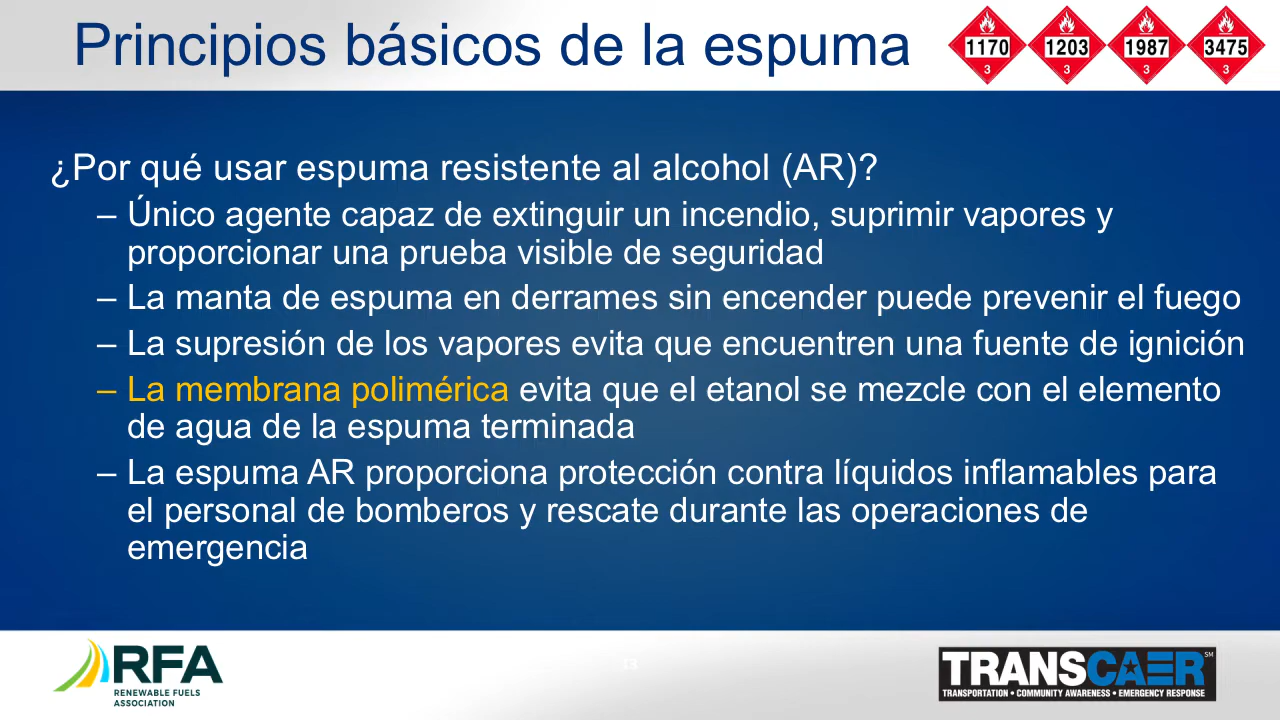 Principios básicos de la espuma
1170
3
1203
3
1987
3
3475
3
¿Por qué usar espuma resistente al alcohol (AR)?
– Único agente capaz de extinguir un incendio, suprimir vapores y
proporcionar una prueba visible de seguridad
– La manta de espuma en derrames sin encender puede prevenir el fuego
– La supresión de los vapores evita que encuentren una fuente de ignición
– La membrana polimérica evita que el etanol se mezcle con el elemento
de agua de la espuma terminada
– La espuma AR proporciona protección contra líquidos inflamables para
el personal de bomberos y rescate durante las operaciones de
emergencia
RFA
RENEWABLE FUELS
ASSOCIATION
TRANSCAER SM
TRANSPORTATION • COMMUNITY AWARENESS • EMERGENCY RESPONSE